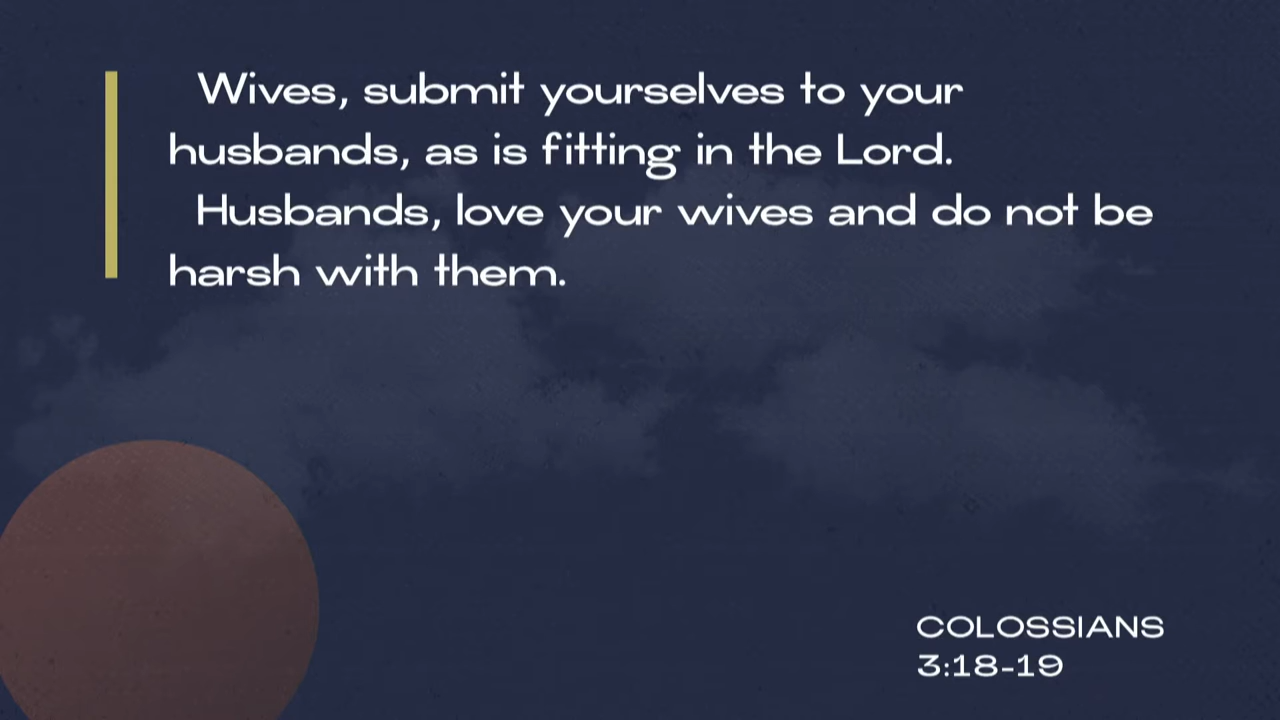 Wives, submit yourselves to your
husbands, as is fitting in the Lord.
Husbands, love your wives and do not be
harsh with them.
COLOSSIANS
3:18-19